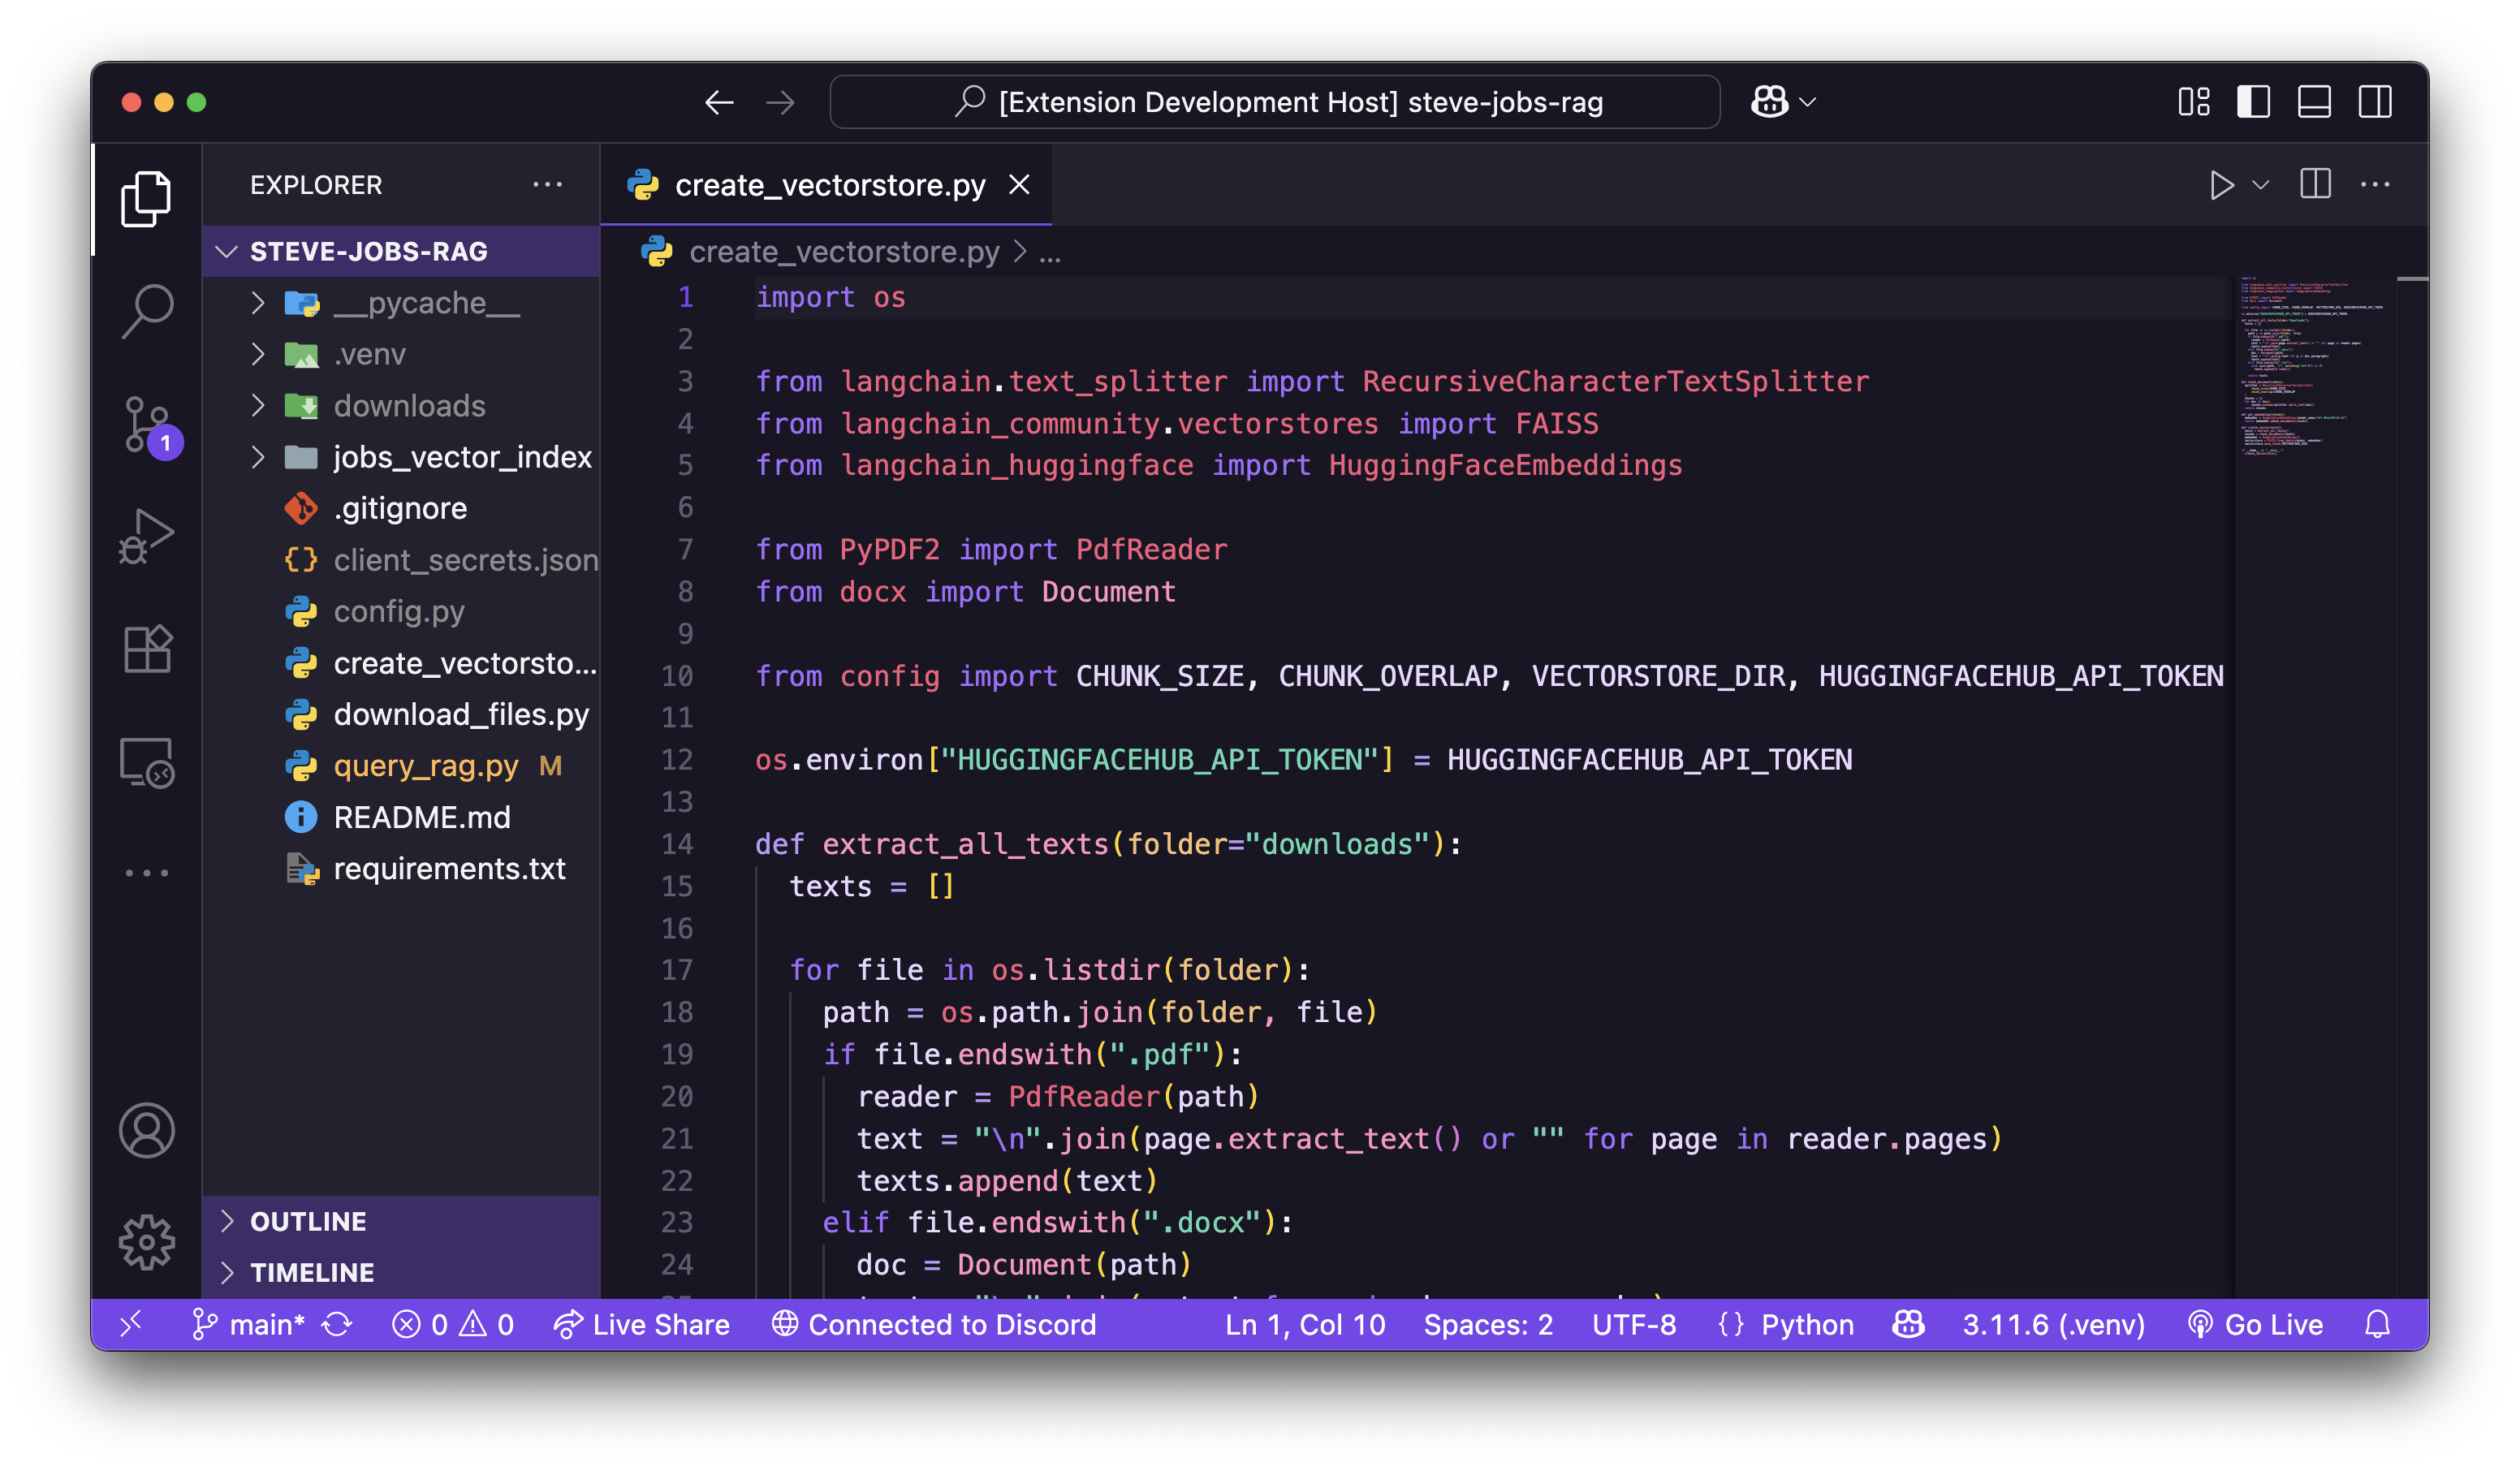 [Extension Development Host] steve-jobs-rag
EXPLORER
STEVE-JOBS-RAG
__pycache__
.venv
downloads
jobs_vector_index
.gitignore
client_secrets.json
config.py
create_vectorsto...
download_files.py
query_rag.py M
README.md
requirements.txt
OUTLINE
TIMELINE
1
create_vectorstore.py
create_vectorstore.py > ...
1 import os
2
3 from langchain.text_splitter import RecursiveCharacterTextSplitter
4 from langchain_community.vectorstores import FAISS
5 from langchain_huggingface import HuggingFaceEmbeddings
6
7 from PyPDF2 import PdfReader
8 from docx import Document
9
10 from config import CHUNK_SIZE, CHUNK_OVERLAP, VECTORSTORE_DIR, HUGGINGFACEHUB_API_TOKEN
11
12 os.environ["HUGGINGFACEHUB_API_TOKEN"] = HUGGINGFACEHUB_API_TOKEN
13
14 def extract_all_texts(folder="downloads"):
15   texts = []
16
17   for file in os.listdir(folder):
18     path = os.path.join(folder, file)
19     if file.endswith(".pdf"):
20       reader = PdfReader(path)
21       text = "\n".join(page.extract_text() or "" for page in reader.pages)
22       texts.append(text)
23     elif file.endswith(".docx"):
24       doc = Document(path)
main* 0 0 Live Share Connected to Discord Ln 1, Col 10 Spaces: 2 UTF-8 {} Python 3.11.6 (.venv) Go Live